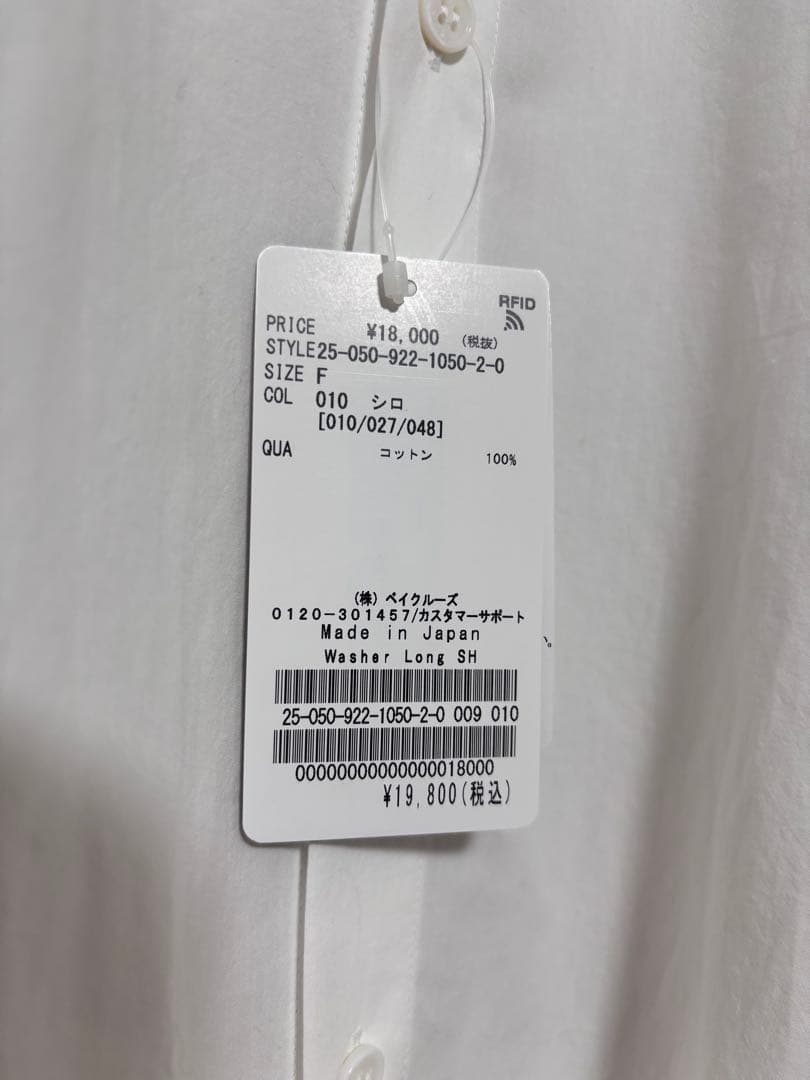 RFID
PRICE ¥18,000 (税抜)
STYLE25-050-922-1050-2-0
SIZE F
COL 010 シロ
[010/027/048]
QUA コットン 100%
(株) ベイクルーズ
0120-301457/カスタマーサポート
Made in Japan
Washer Long SH
25-050-922-1050-2-0 009 010
00000000000000018000
¥19,800(税込)